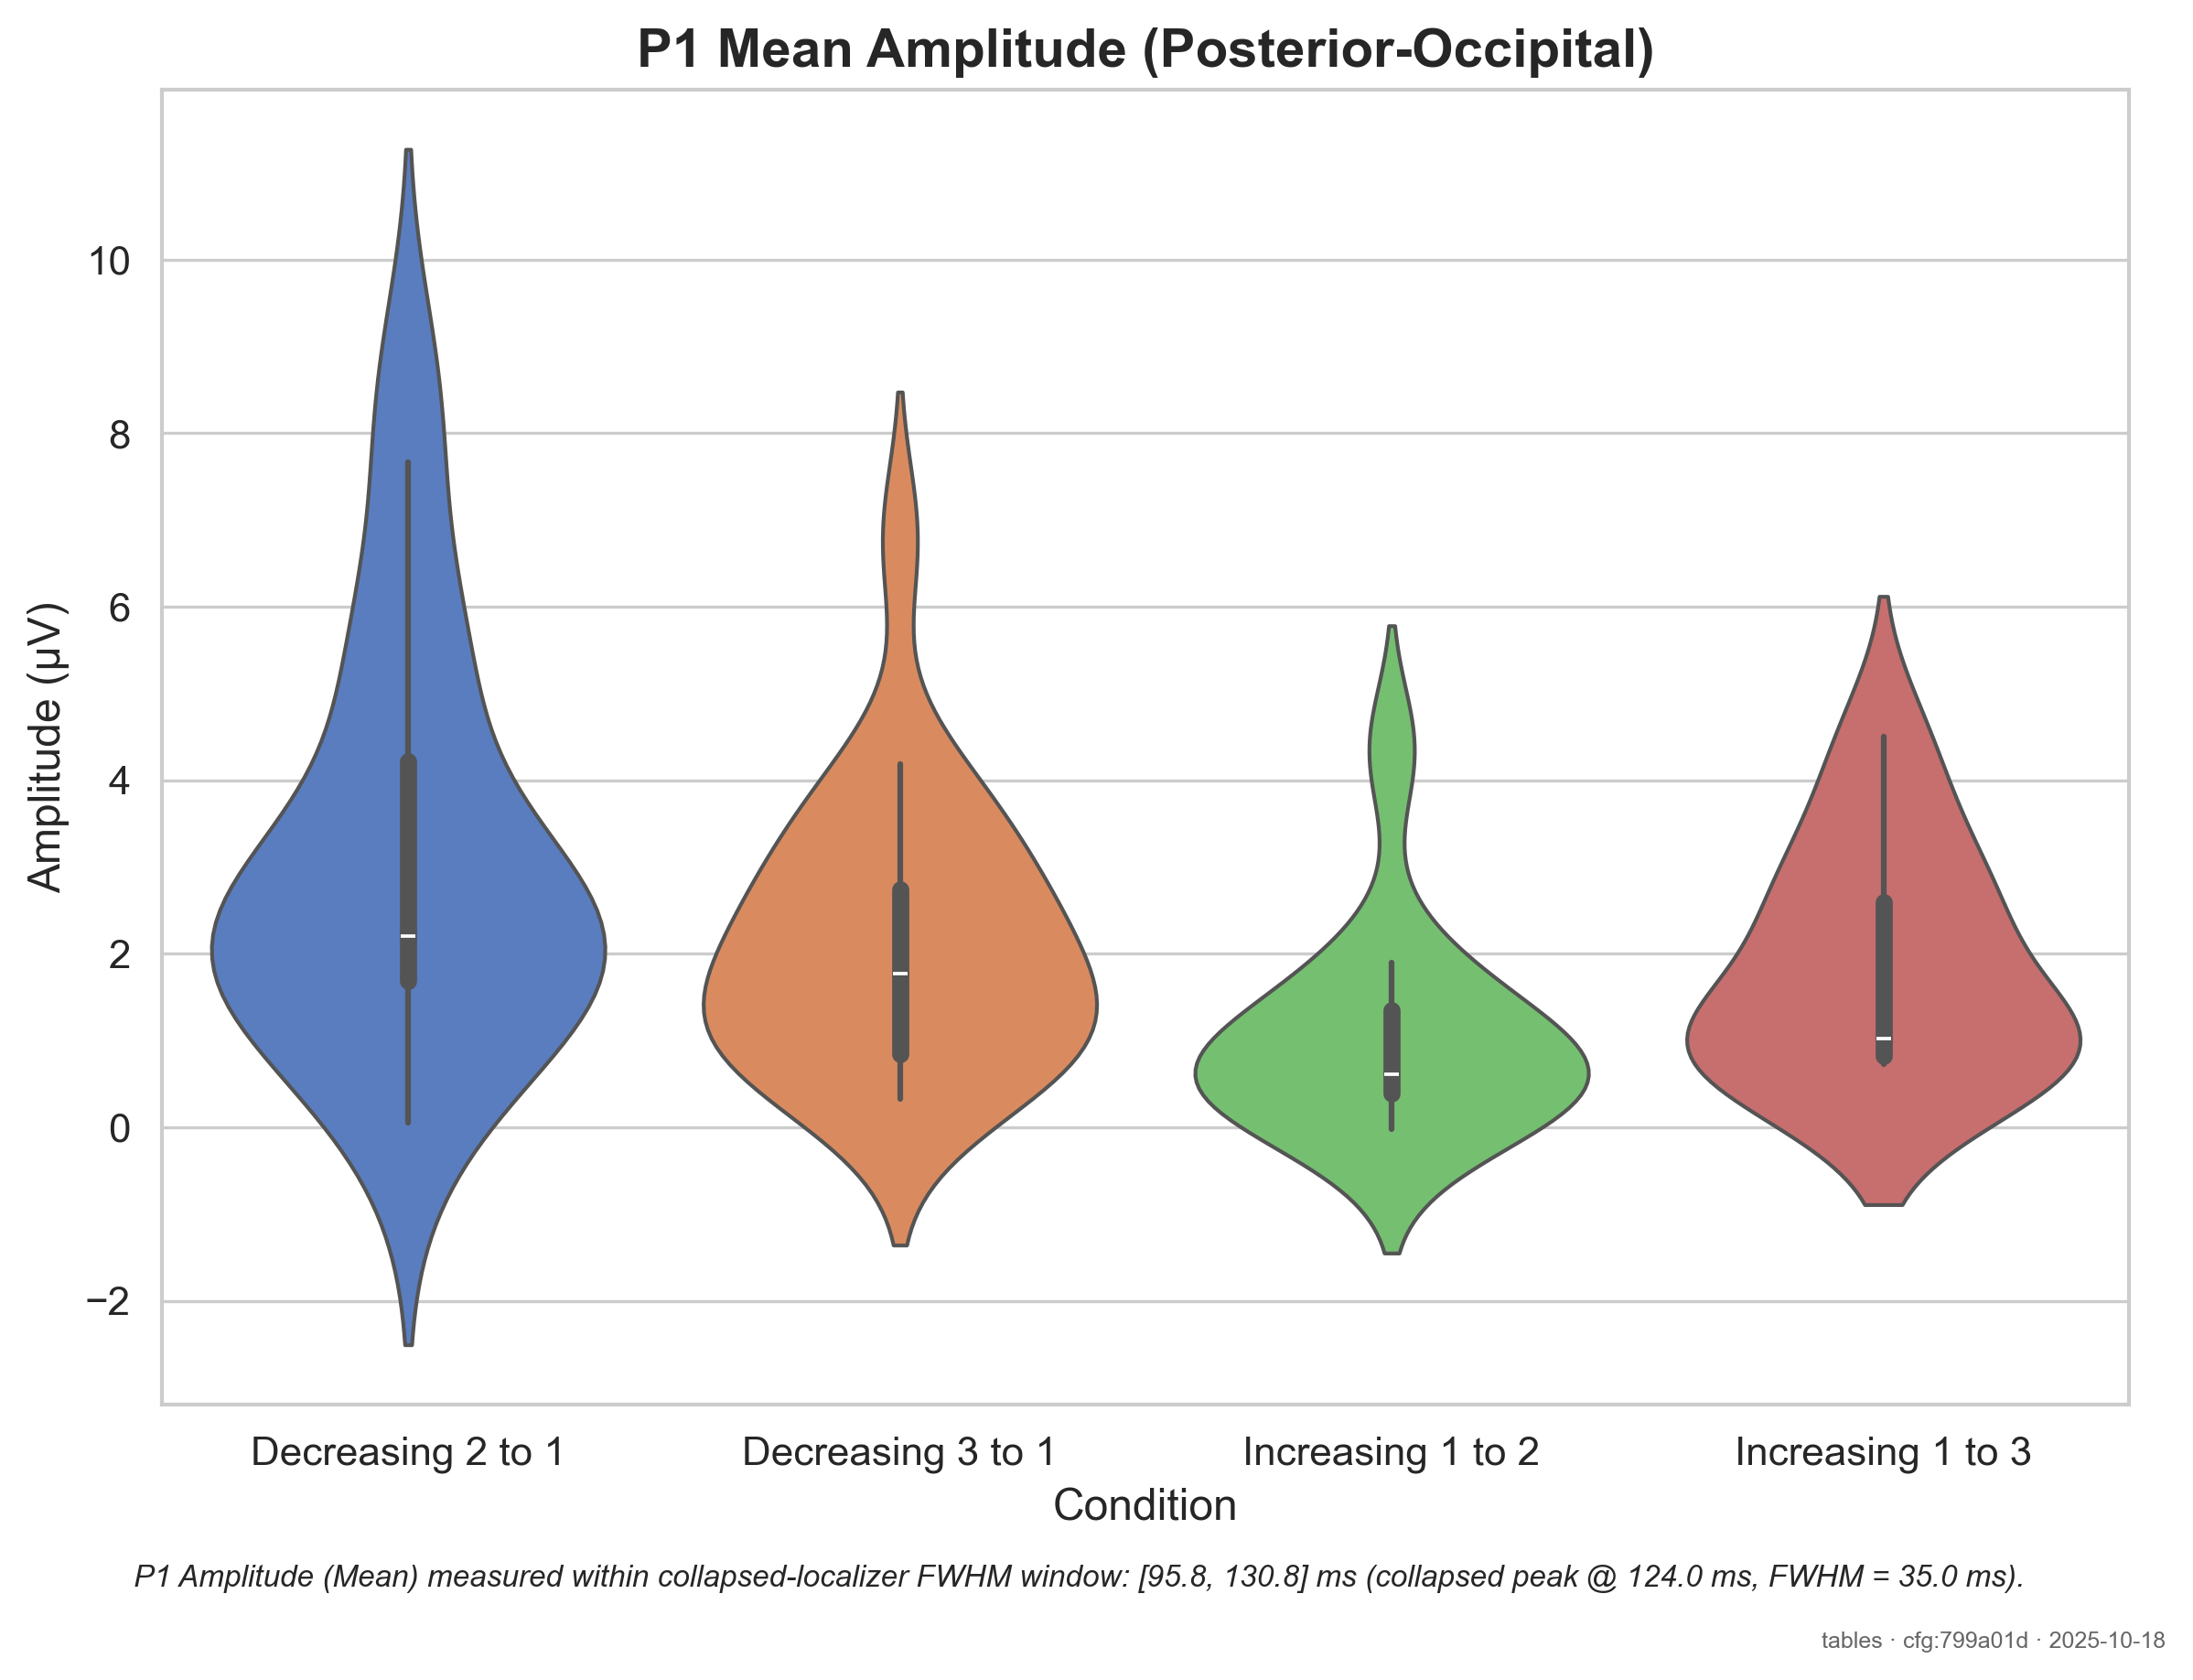 P1 Mean Amplitude (Posterior-Occipital)
Amplitude (µV)
10
8
6
4
2
0
−2
Decreasing 2 to 1
Decreasing 3 to 1
Increasing 1 to 2
Increasing 1 to 3
Condition
P1 Amplitude (Mean) measured within collapsed-localizer FWHM window: [95.8, 130.8] ms (collapsed peak @ 124.0 ms, FWHM = 35.0 ms).
tables · cfg:799a01d · 2025-10-18